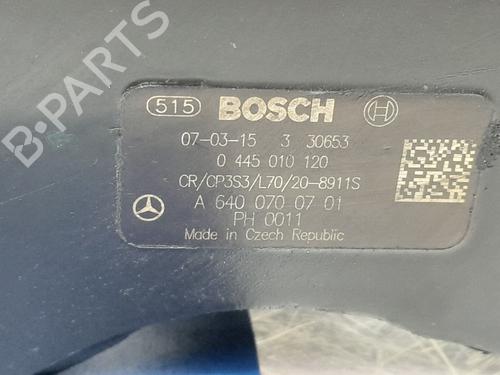 515 BOSCH
07-03-15 3 30653
0 445 010 120
CR/CP3S3/L70/20-8911S
A 640 070 07 01
PH 0011
Made in Czech Republic
B-PARTS